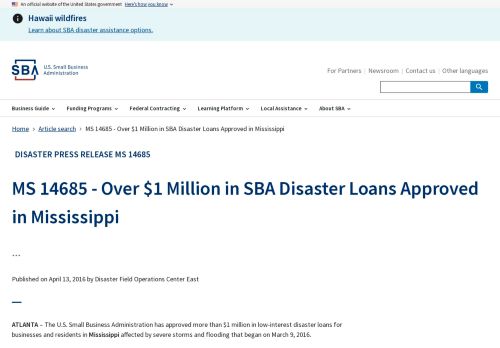 An official website of the United States government Here's how you know
Hawaii wildfires
Learn about SBA disaster assistance options.
SBA U.S. Small Business
Administration
For Partners | Newsroom | Contact us | Other languages
Business Guide Funding Programs Federal Contracting Learning Platform Local Assistance About SBA
Home > Article search > MS 14685 - Over $1 Million in SBA Disaster Loans Approved in Mississippi
DISASTER PRESS RELEASE MS 14685
MS 14685 - Over $1 Million in SBA Disaster Loans Approved
in Mississippi
...
Published on April 13, 2016 by Disaster Field Operations Center East
ATLANTA – The U.S. Small Business Administration has approved more than $1 million in low-interest disaster loans for
businesses and residents in Mississippi affected by severe storms and flooding that began on March 9, 2016.